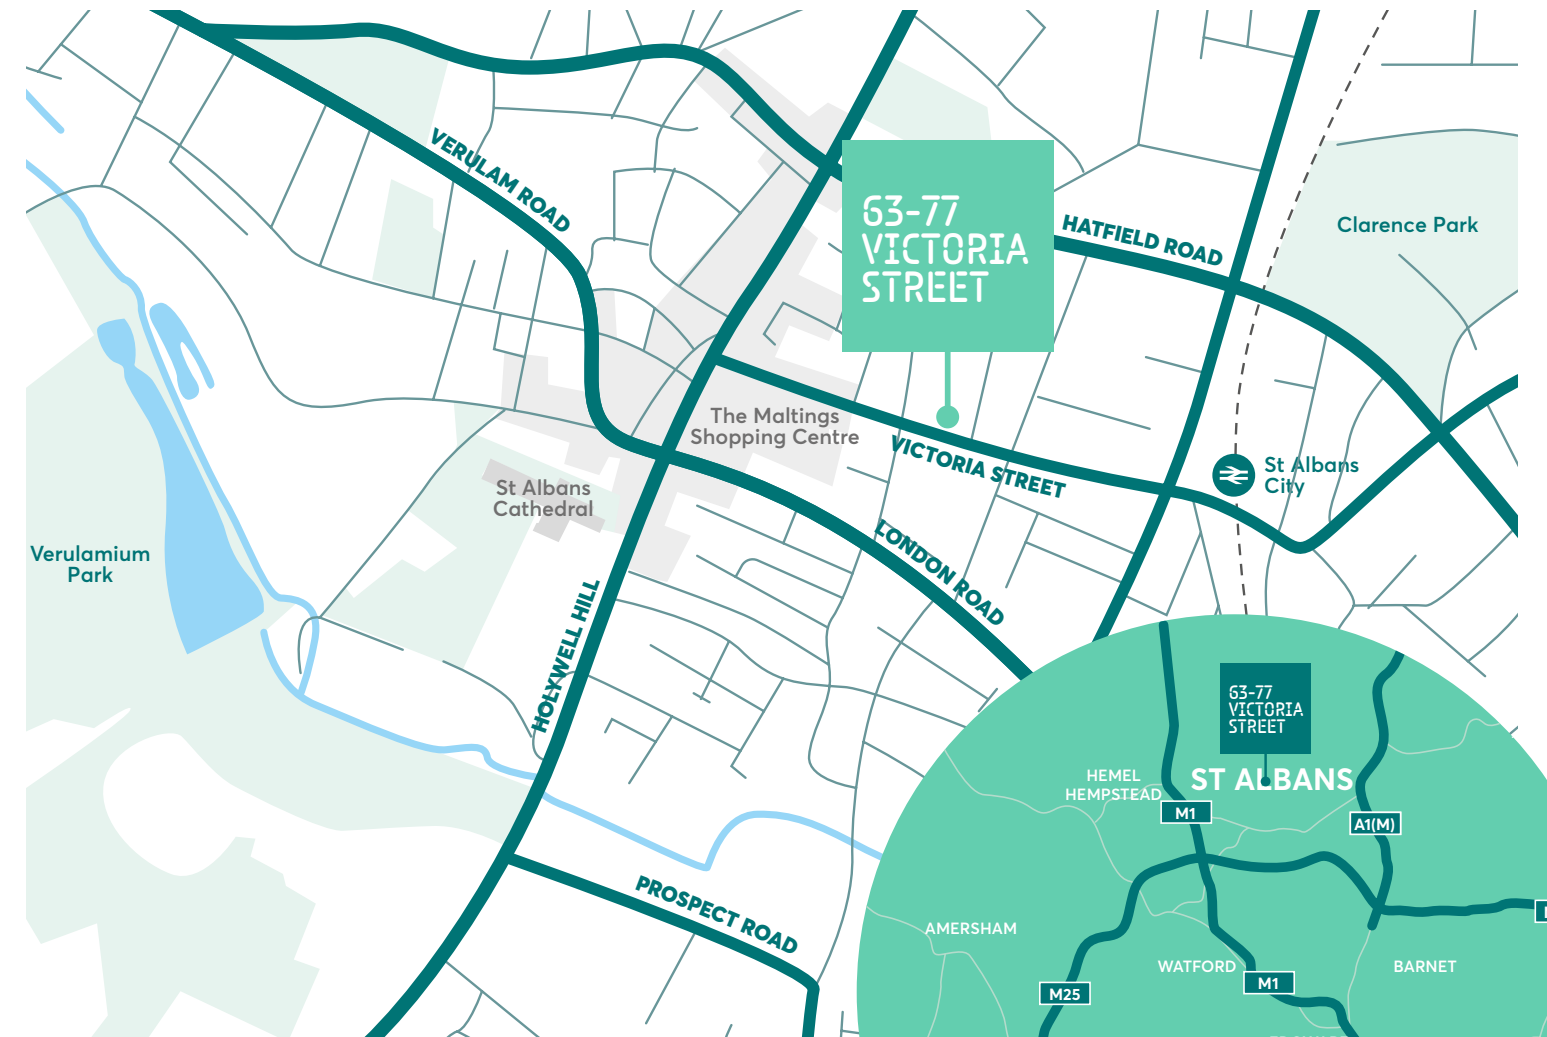 VERULAM ROAD
63-77
VICTORIA
STREET
HATFIELD ROAD
Clarence Park
The Maltings
Shopping Centre
VICTORIA STREET
St Albans
City
St Albans
Cathedral
LONDON ROAD
Verulamium
Park
HOLYWELL HILL
PROSPECT ROAD
63-77
VICTORIA
STREET
HEMEL
HEMPSTEAD
ST ALBANS
M1
A1(M)
AMERSHAM
WATFORD
BARNET
M1
M25